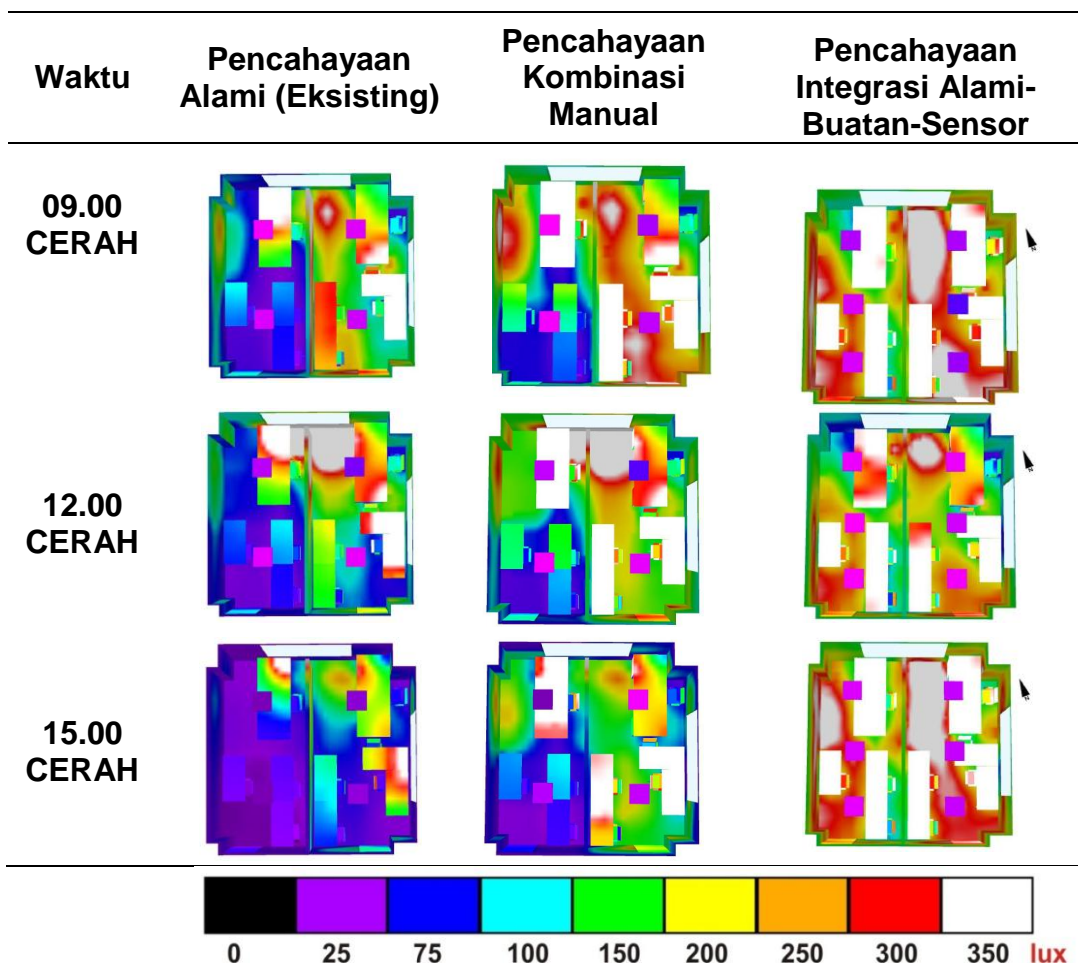 Waktu
Pencahayaan
Alami (Eksisting)
Pencahayaan
Kombinasi
Manual
Pencahayaan
Integrasi Alami-
Buatan-Sensor
09.00
CERAH
12.00
CERAH
15.00
CERAH
0 25 75 100 150 200 250 300 350 lux